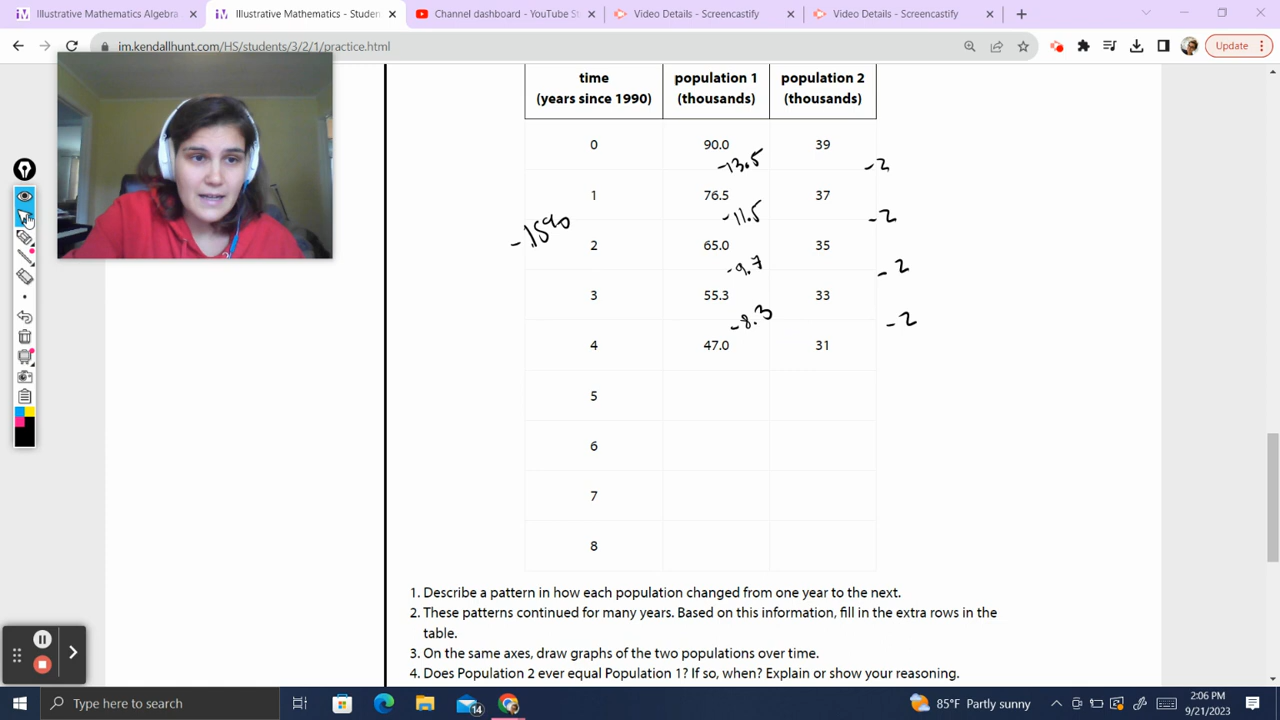 Illustrative Mathematics Algebra
Illustrative Mathematics - Studen
Channel dashboard - YouTube St
Video Details - Screencastify
Video Details - Screencastify
im.kendallhunt.com/HS/students/3/2/1/practice.html
Update
time population 1 population 2
(years since 1990) (thousands) (thousands)
0 90.0 39
-13.5 -2
1 76.5 37
-15% -11.5 -2
2 65.0 35
-9.7 -2
3 55.3 33
-8.3 -2
4 47.0 31
5
6
7
8
1. Describe a pattern in how each population changed from one year to the next.
2. These patterns continued for many years. Based on this information, fill in the extra rows in the
table.
3. On the same axes, draw graphs of the two populations over time.
4. Does Population 2 ever equal Population 1? If so, when? Explain or show your reasoning.
Type here to search
14
85°F Partly sunny
2:06 PM
9/21/2023